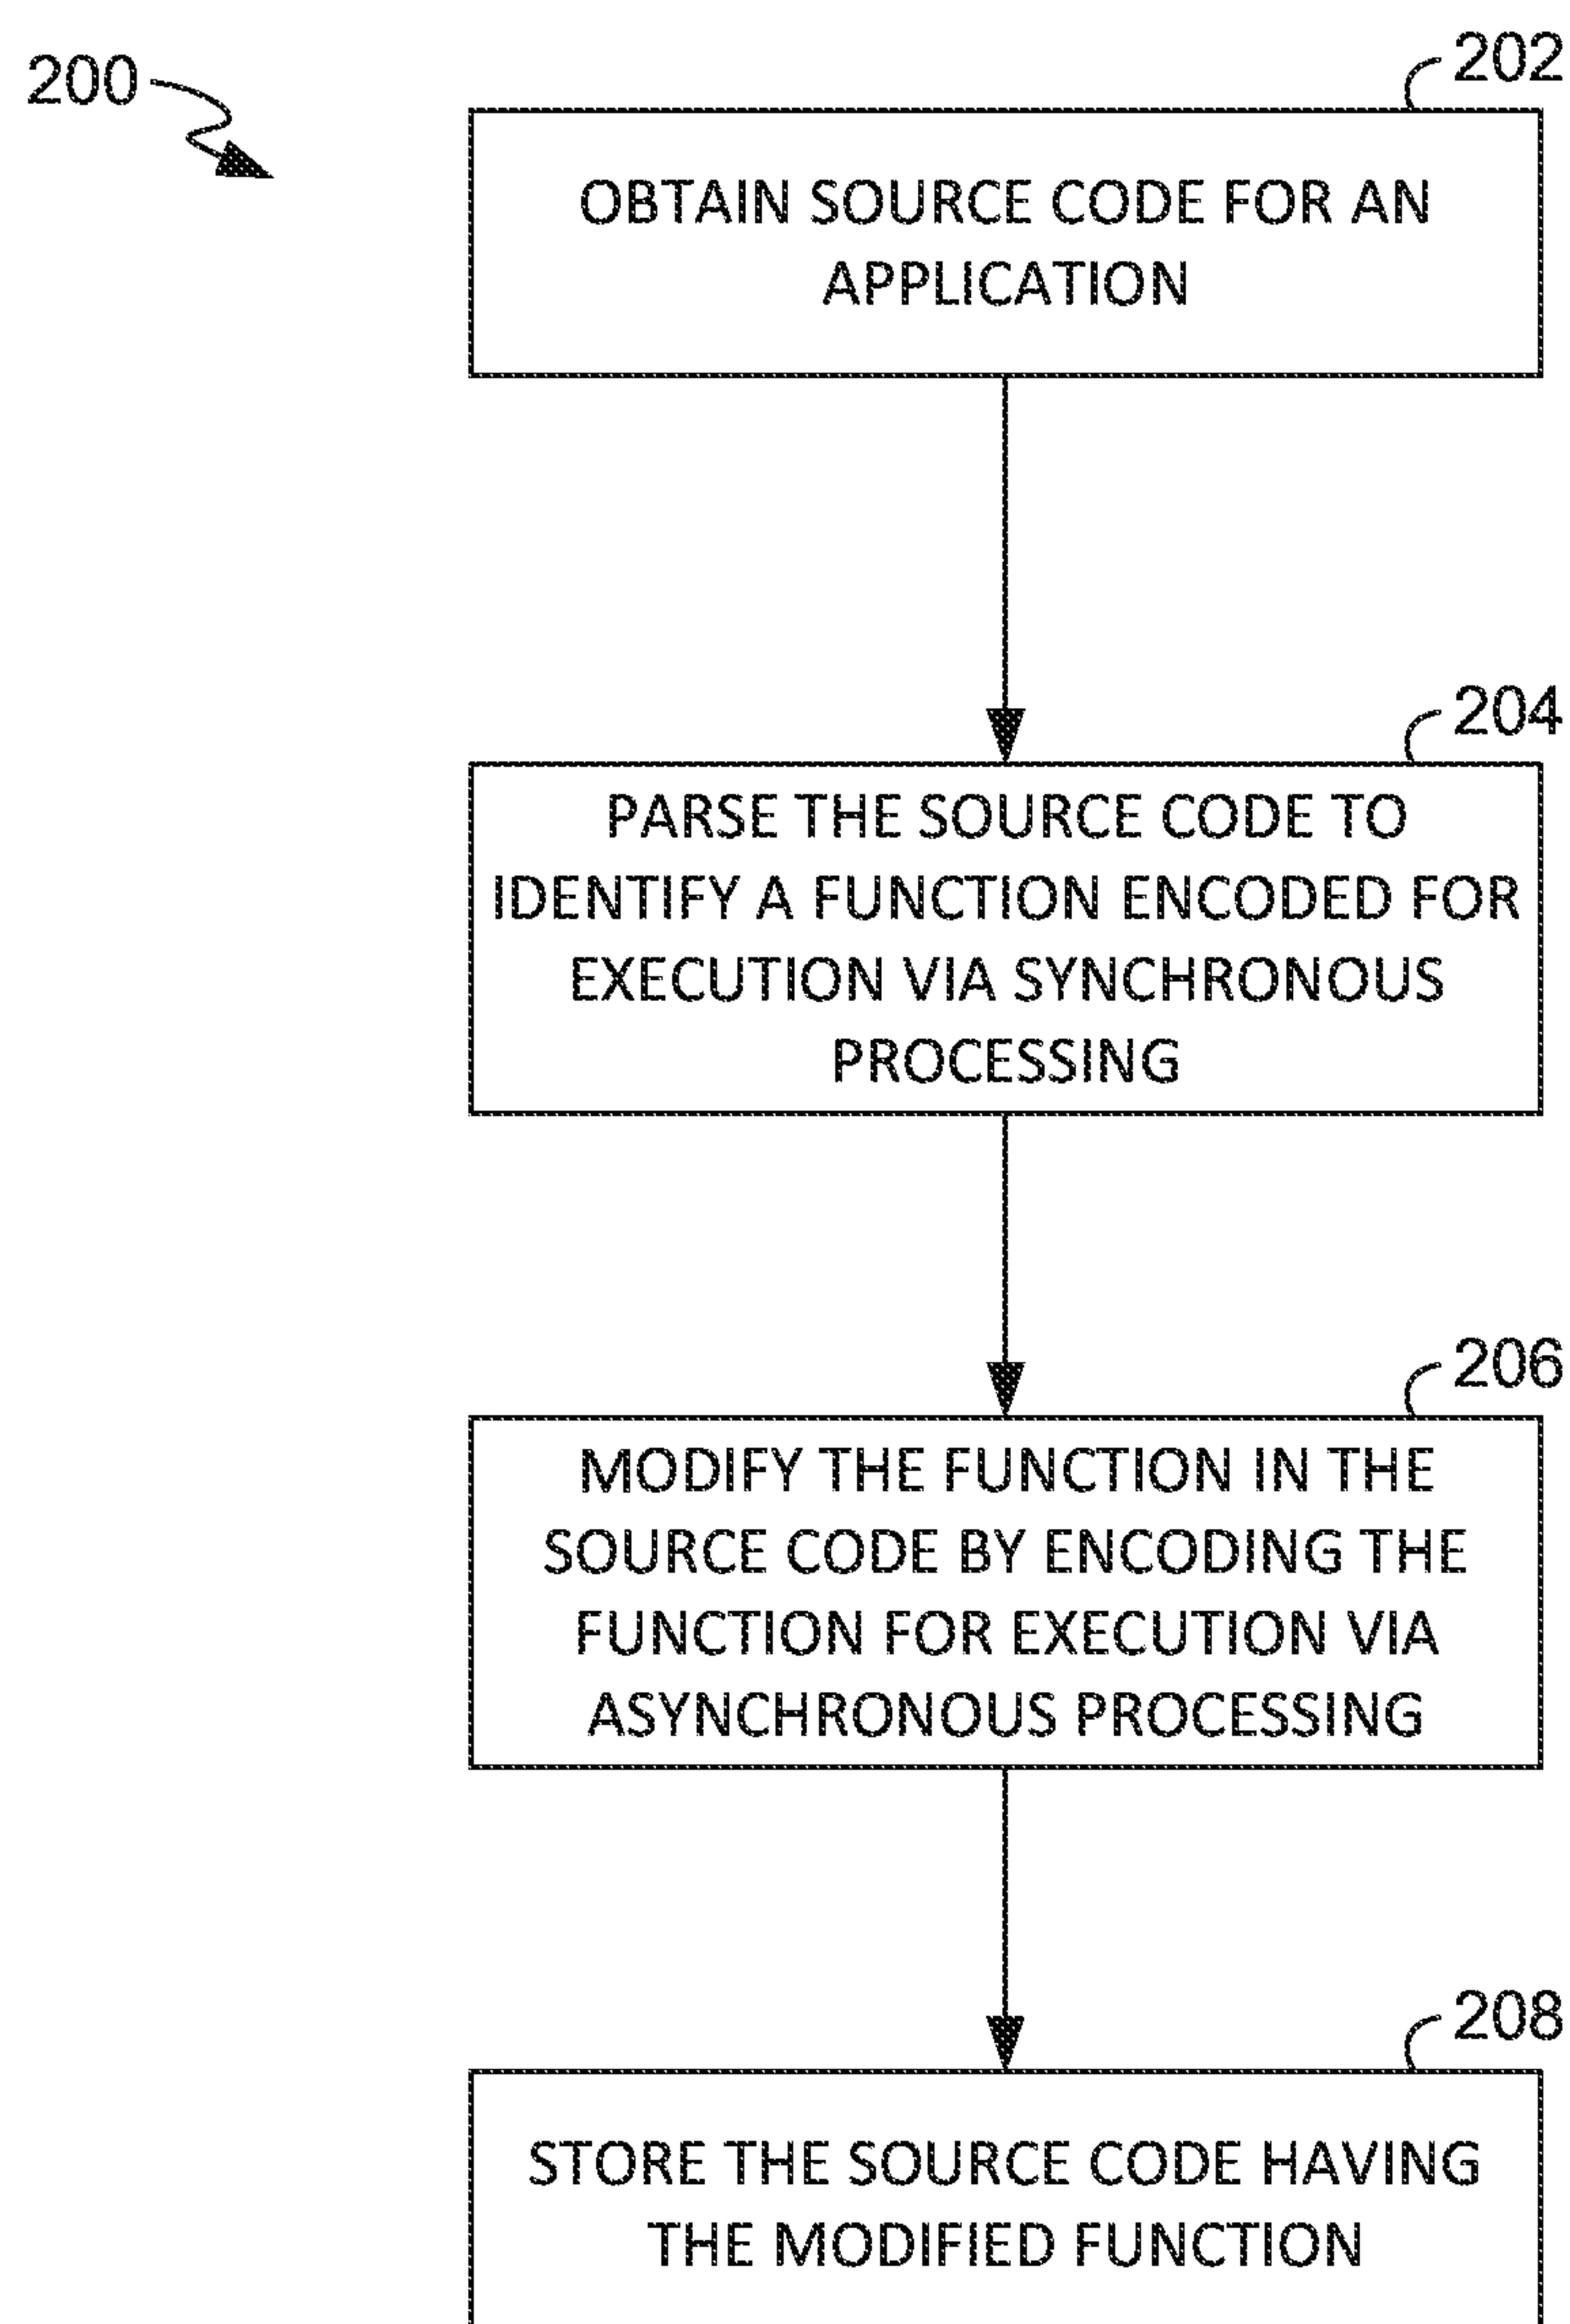 200
202
OBTAIN SOURCE CODE FOR AN
APPLICATION
204
PARSE THE SOURCE CODE TO
IDENTIFY A FUNCTION ENCODED FOR
EXECUTION VIA SYNCHRONOUS
PROCESSING
206
MODIFY THE FUNCTION IN THE
SOURCE CODE BY ENCODING THE
FUNCTION FOR EXECUTION VIA
ASYNCHRONOUS PROCESSING
208
STORE THE SOURCE CODE HAVING
THE MODIFIED FUNCTION